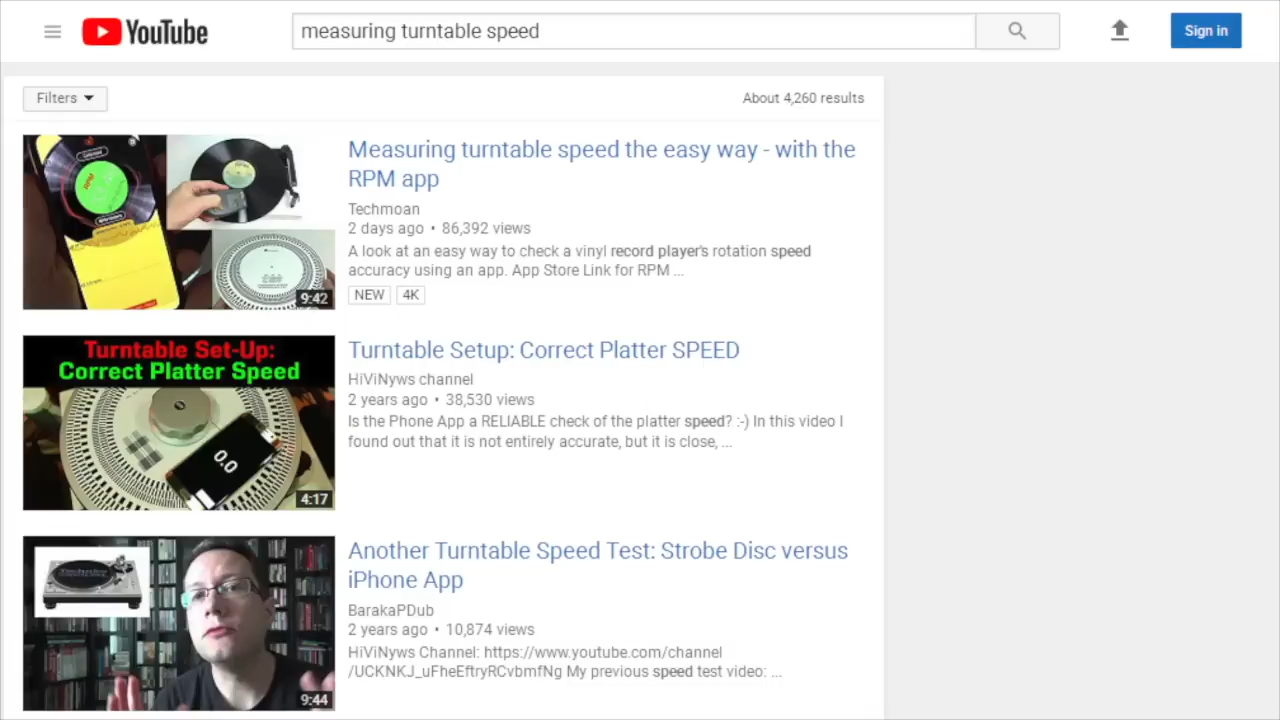 YouTube
measuring turntable speed
Sign in
Filters
About 4,260 results
Measuring turntable speed the easy way - with the
RPM app
Techmoan
2 days ago • 86,392 views
A look at an easy way to check a vinyl record player's rotation speed
accuracy using an app. App Store Link for RPM ...
NEW 4K
RPM
9:42
Turntable Set-Up:
Correct Platter Speed
0.0
4:17
Turntable Setup: Correct Platter SPEED
HiViNyws channel
2 years ago • 38,530 views
Is the Phone App a RELIABLE check of the platter speed? :-) In this video I
found out that it is not entirely accurate, but it is close, ...
9:44
Another Turntable Speed Test: Strobe Disc versus
iPhone App
BarakaPDub
2 years ago • 10,874 views
HiViNyws Channel: https://www.youtube.com/channel
/UCKNKJ_uFheEftryRCvbmfNg My previous speed test video: ...